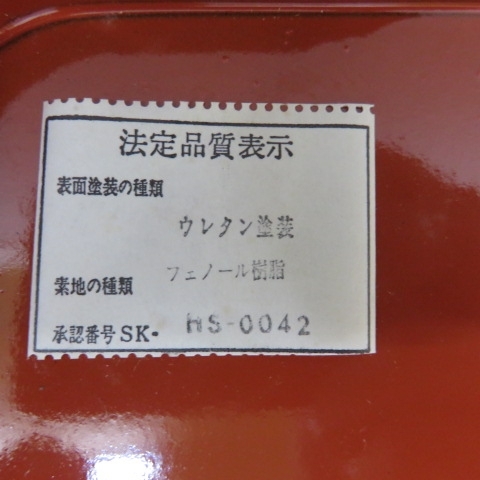 法定品質表示
表面塗装の種類
ウレタン塗装
フェノール樹脂
素地の種類
承認番号SK-HS-0042